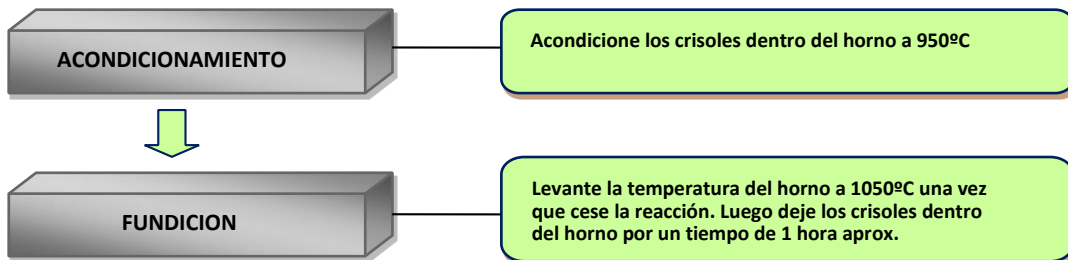 ACONDICIONAMIENTO
Acondicione los crisoles dentro del horno a 950ºC
FUNDICION
Levante la temperatura del horno a 1050ºC una vez
que cese la reacción. Luego deje los crisoles dentro
del horno por un tiempo de 1 hora aprox.